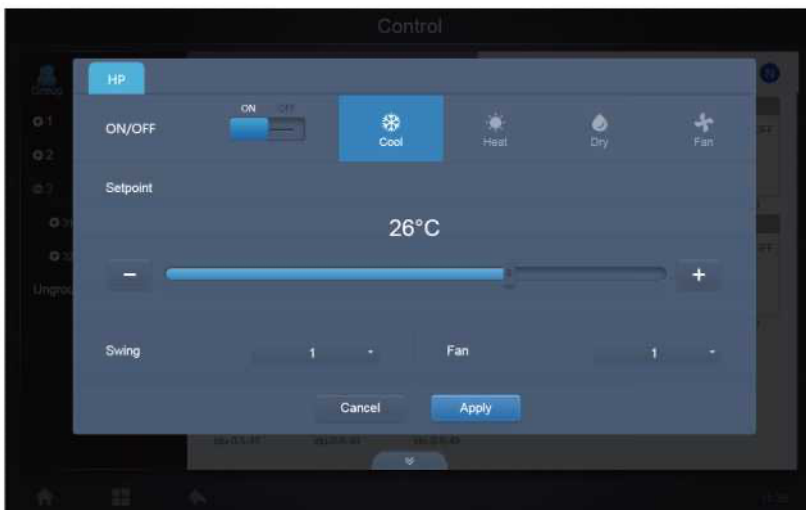 Control
HP
Group
ON OFF
ON/OFF
Cool
Heat
Dry
Fan
1
2
3
Setpoint
26°C
− +
Swing 1
Fan 1
Cancel
Apply